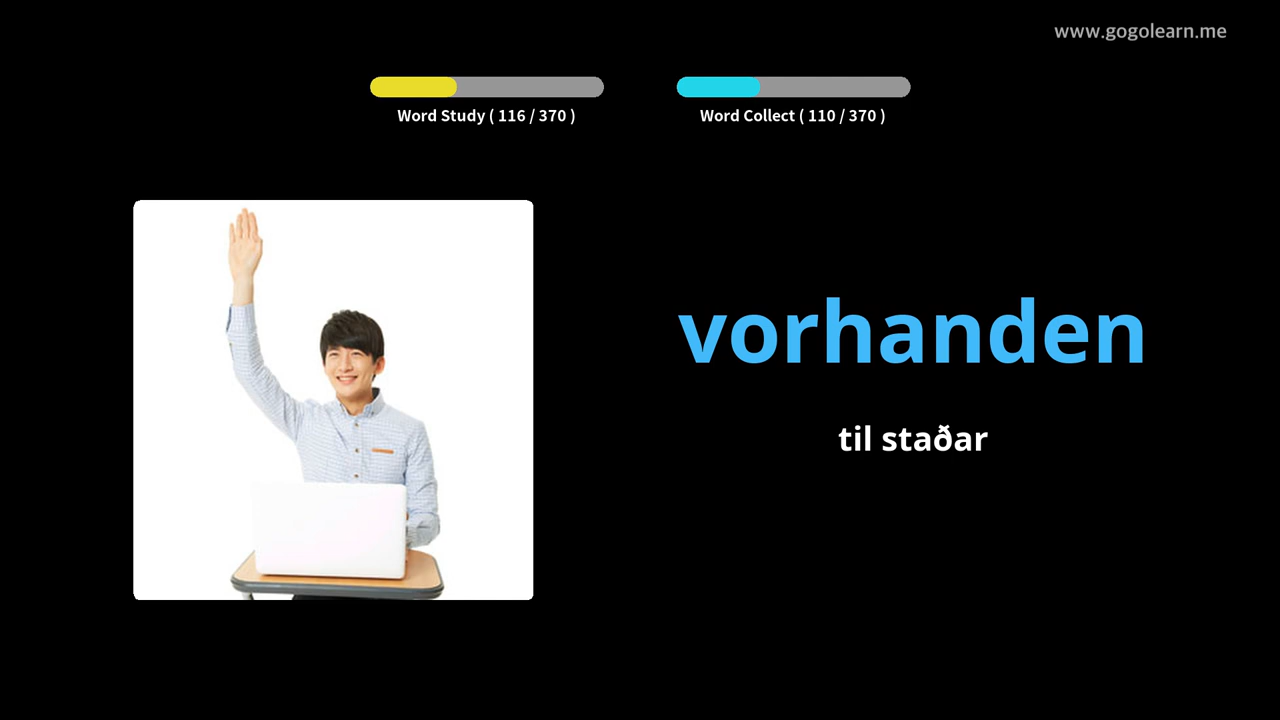 www.gogolearn.me
Word Study ( 116 / 370 )
Word Collect ( 110 / 370 )
vorhanden
til staðar